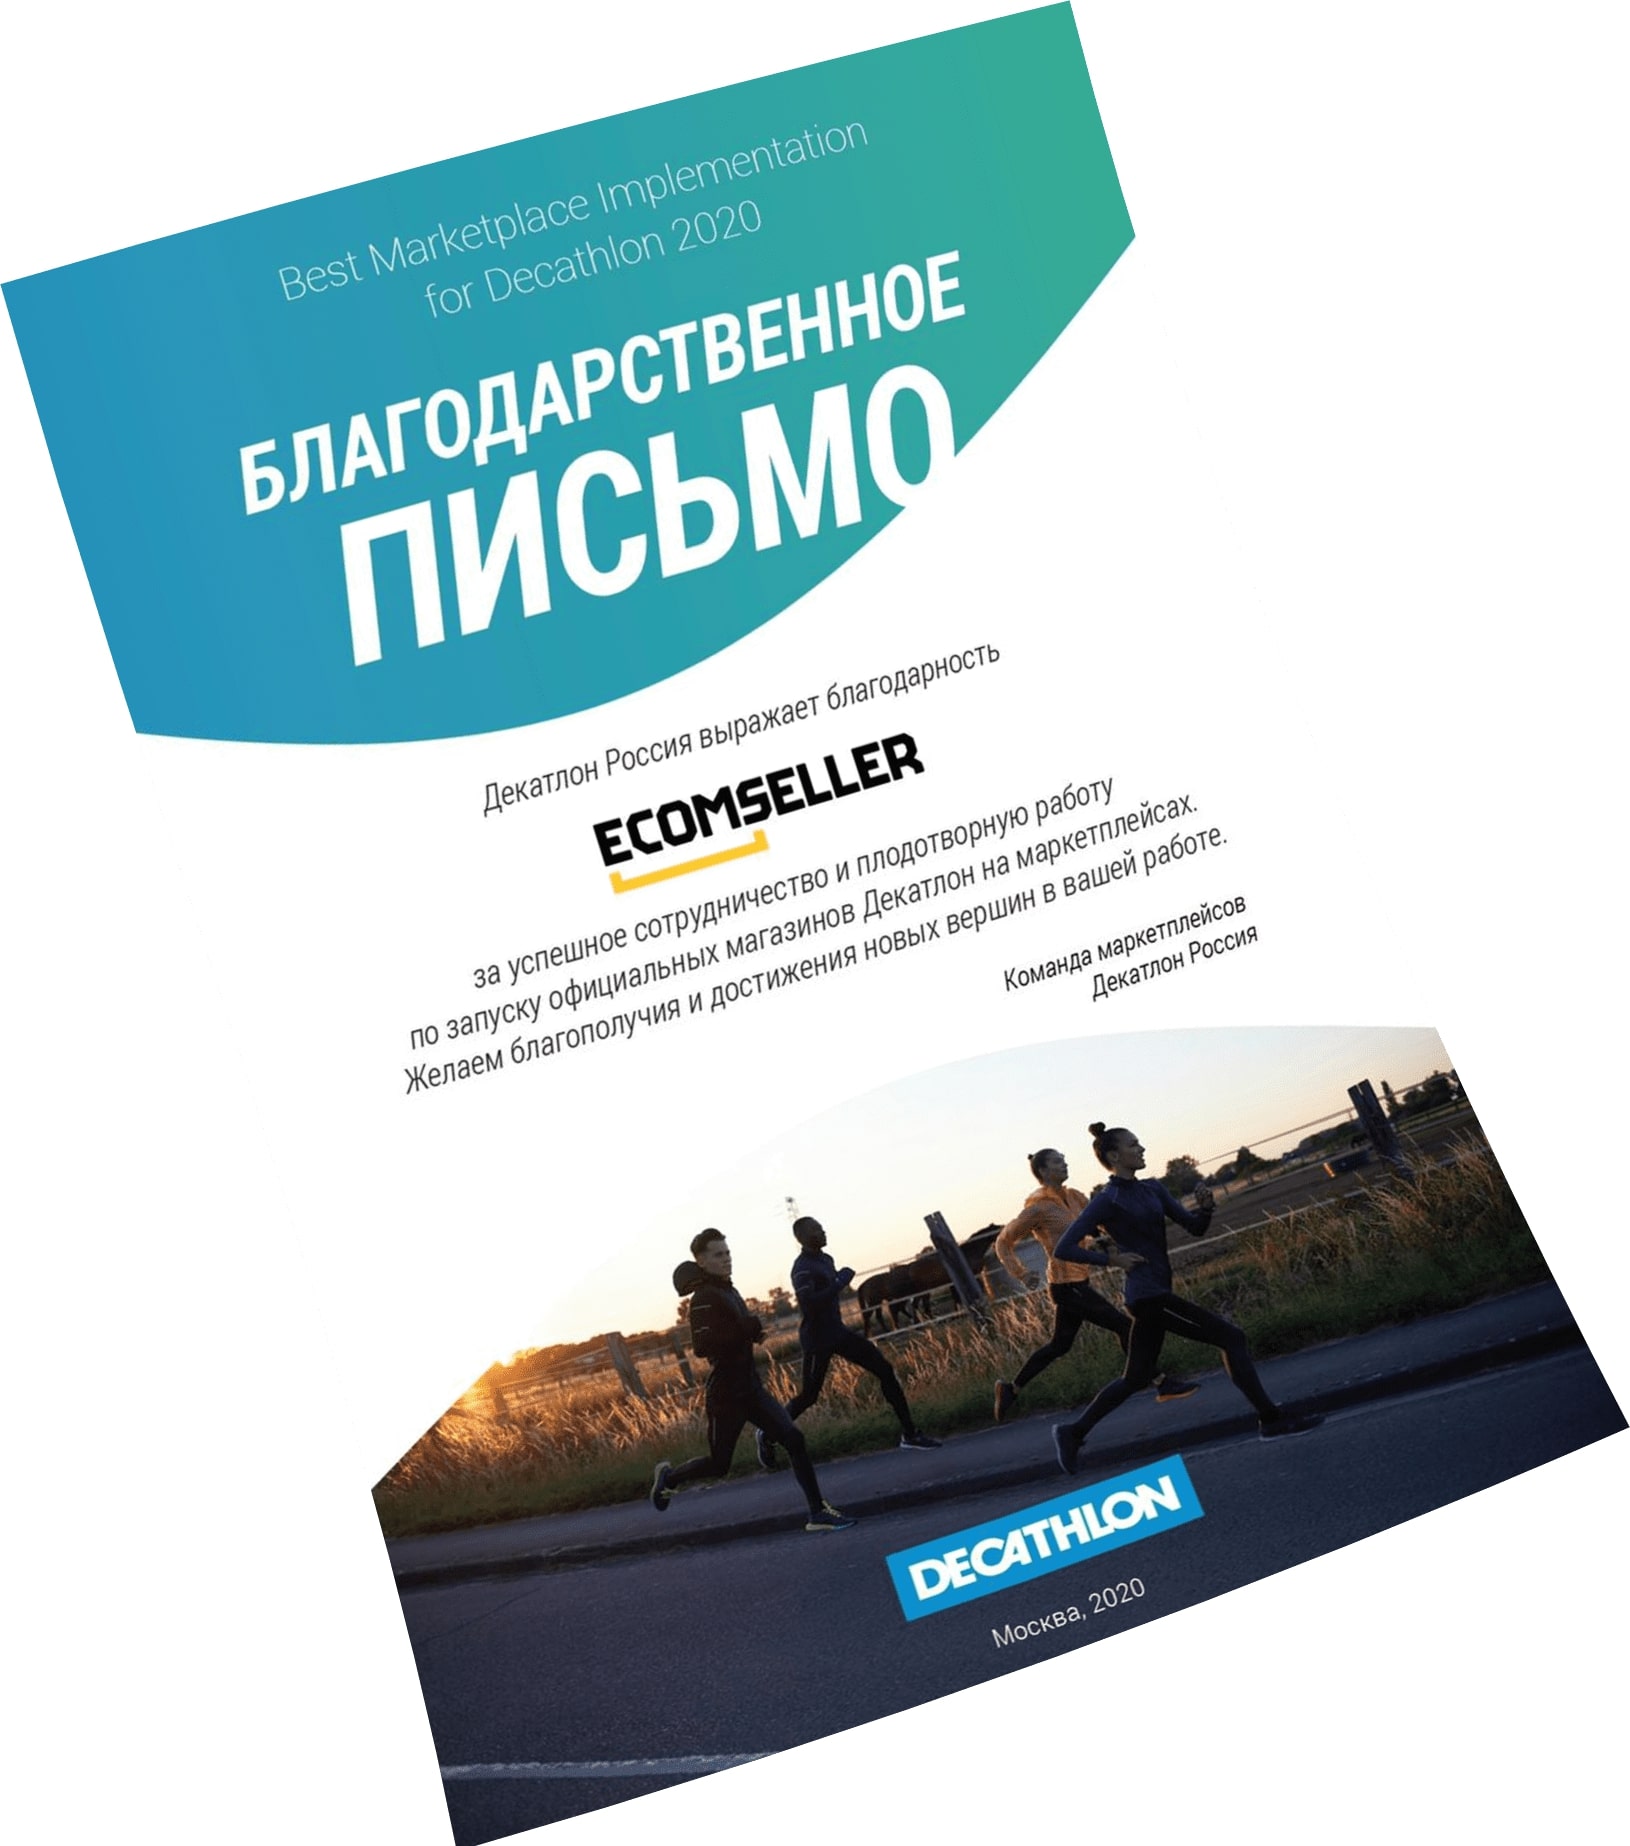 Best Marketplace Implementation
for Decathlon 2020
БЛАГОДАРСТВЕННОЕ
ПИСЬМО
Декатлон Россия выражает благодарность
ECOMSELLER
за успешное сотрудничество и плодотворную работу
по запуску официальных магазинов Декатлон на маркетплейсах.
Желаем благополучия и достижения новых вершин в вашей работе.
Команда маркетплейсов
Декатлон Россия
DECATHLON
Москва, 2020